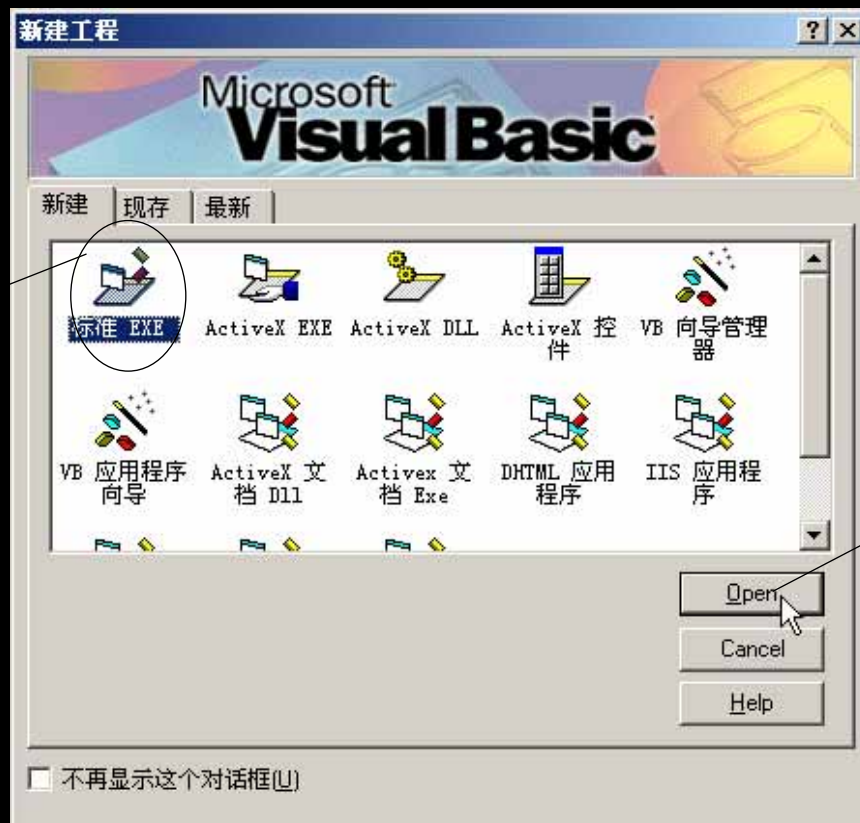 新建工程
Microsoft
Visual Basic
新建 现存 最新
标准 EXE ActiveX EXE ActiveX DLL ActiveX 控
件 VB 向导管理
器
VB 应用程序
向导 ActiveX 文
档 Dll Activex 文
档 Exe DHTML 应用
程序 IIS 应用程
序
Open
Cancel
Help
不再显示这个对话框(U)